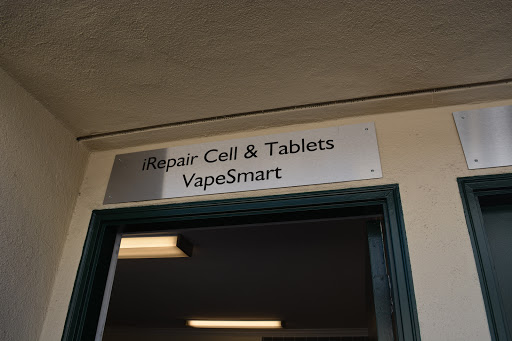 iRepair Cell & Tablets
VapeSmart